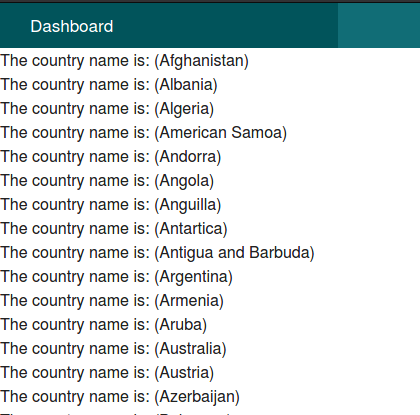 Dashboard
The country name is: (Afghanistan)
The country name is: (Albania)
The country name is: (Algeria)
The country name is: (American Samoa)
The country name is: (Andorra)
The country name is: (Angola)
The country name is: (Anguilla)
The country name is: (Antartica)
The country name is: (Antigua and Barbuda)
The country name is: (Argentina)
The country name is: (Armenia)
The country name is: (Aruba)
The country name is: (Australia)
The country name is: (Austria)
The country name is: (Azerbaijan)